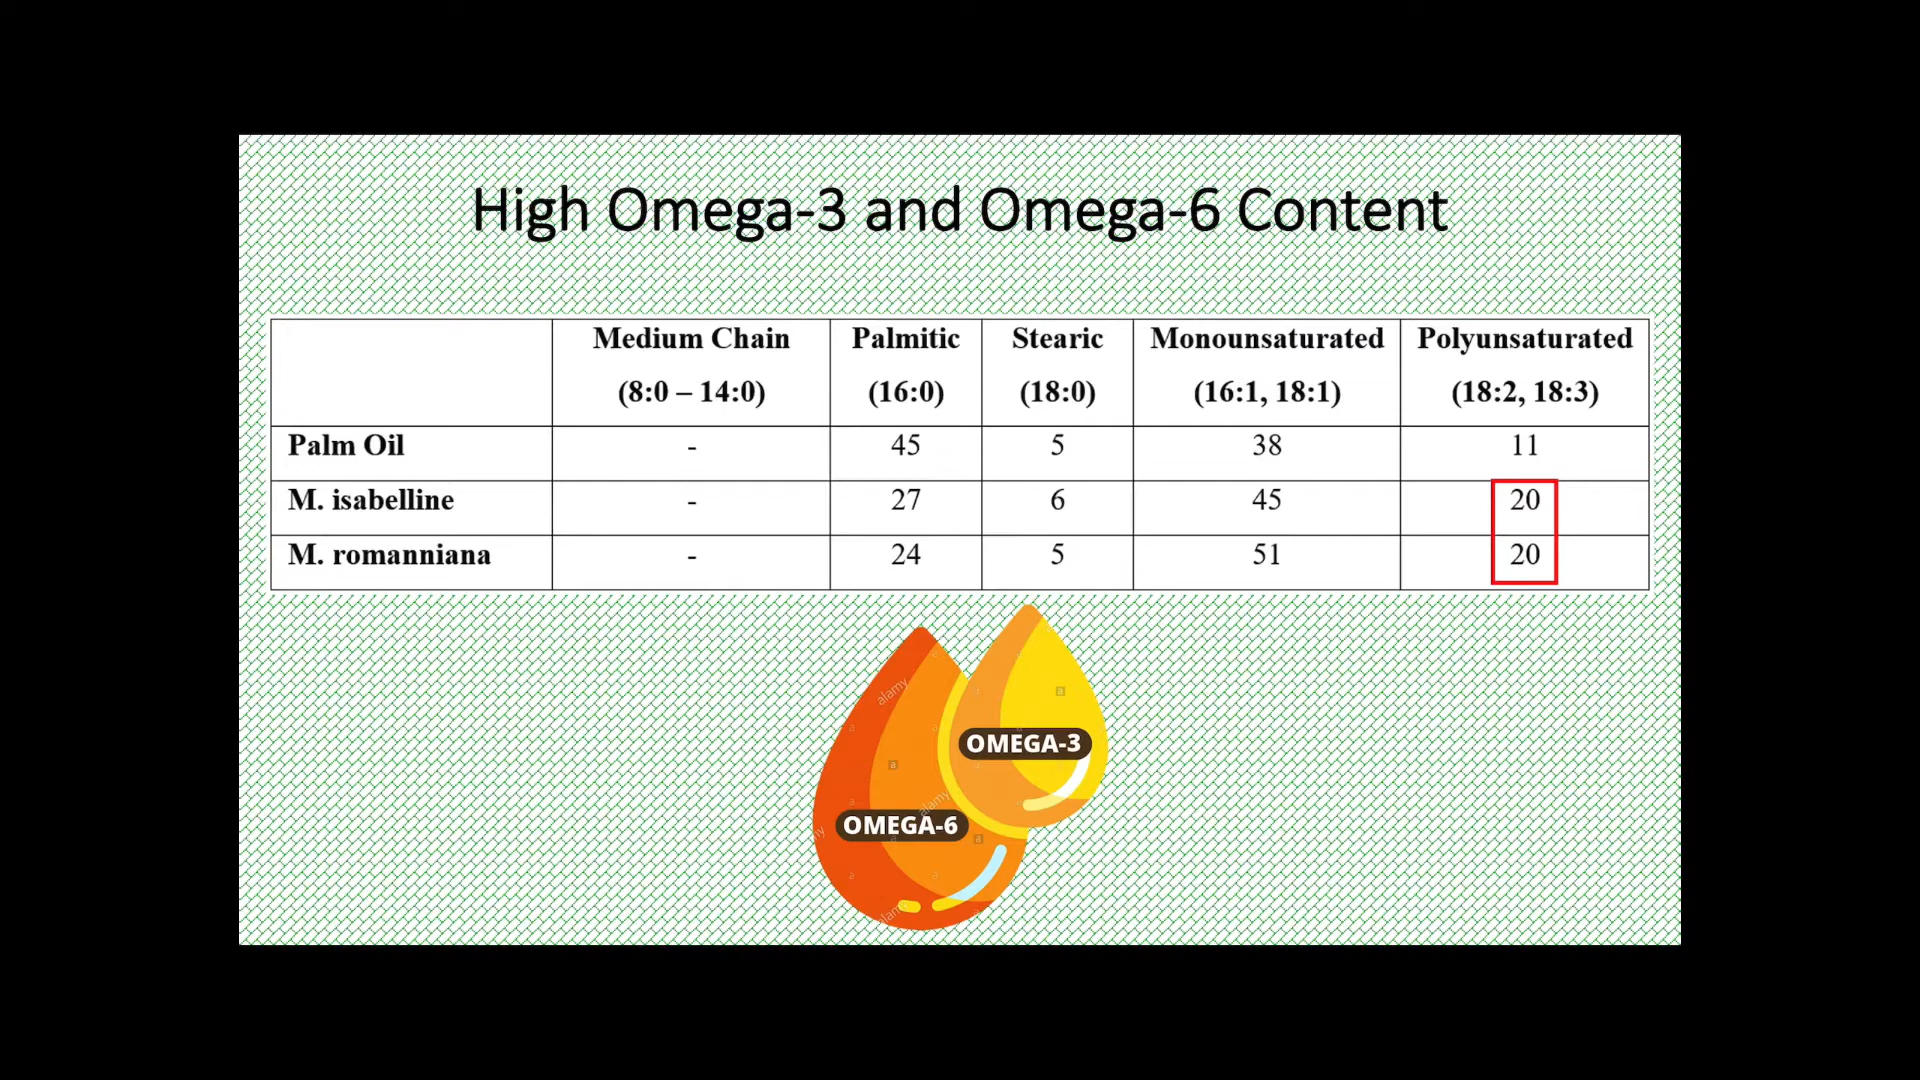 High Omega-3 and Omega-6 Content
Medium Chain (8:0 – 14:0) Palmitic (16:0) Stearic (18:0) Monounsaturated (16:1, 18:1) Polyunsaturated (18:2, 18:3)
Palm Oil - 45 5 38 11
M. isabelline - 27 6 45 20
M. romanniana - 24 5 51 20
OMEGA-3
OMEGA-6
alamy
alamy